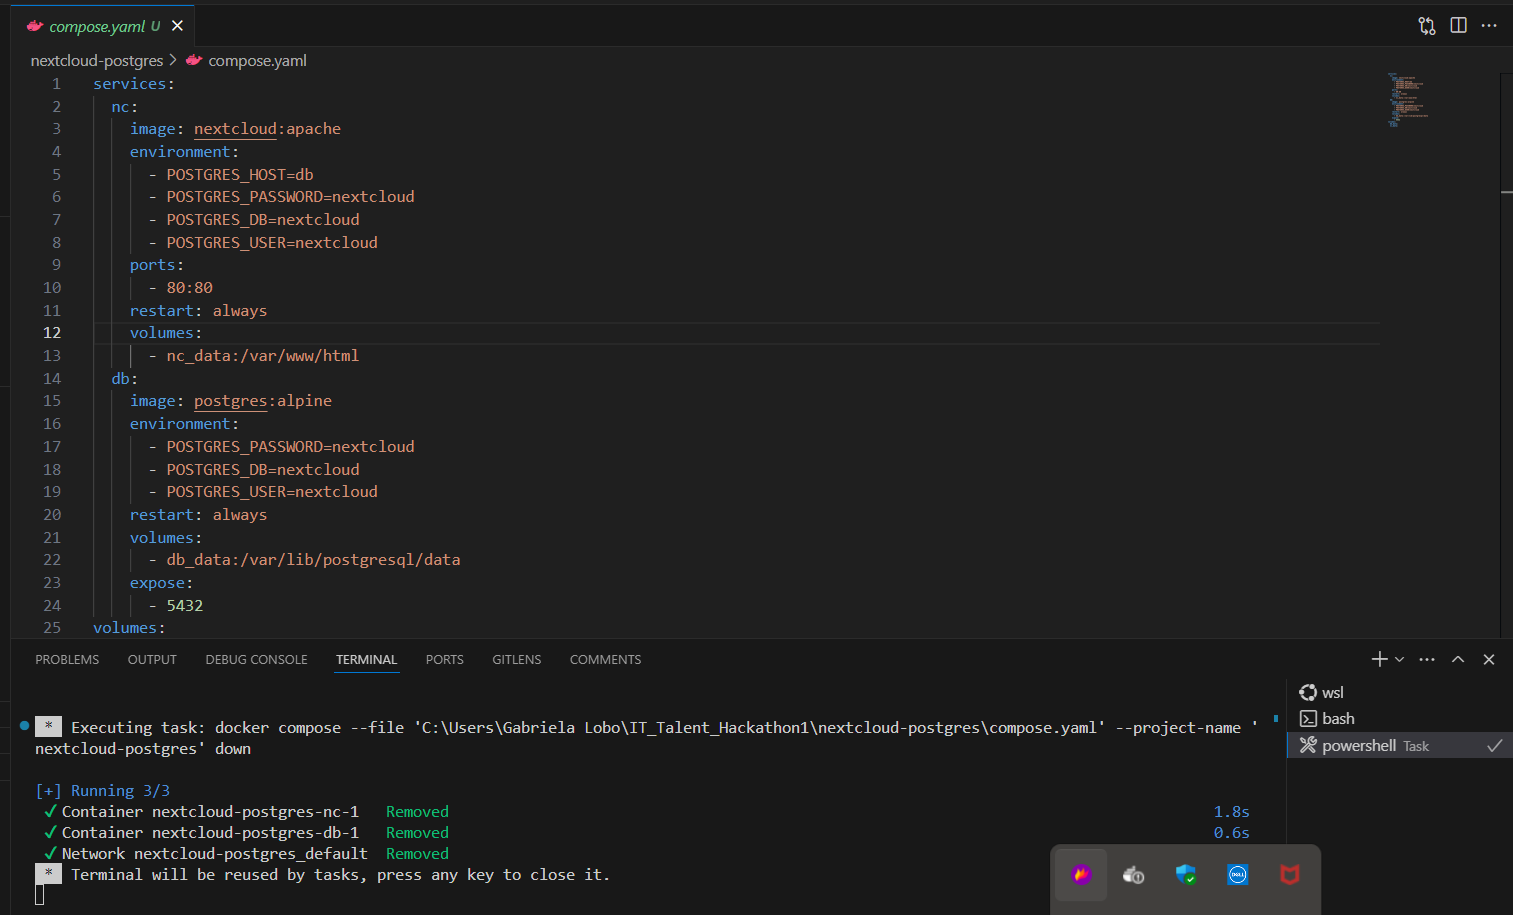 compose.yaml U
nextcloud-postgres > compose.yaml
1 services:
2 nc:
3 image: nextcloud:apache
4 environment:
5 - POSTGRES_HOST=db
6 - POSTGRES_PASSWORD=nextcloud
7 - POSTGRES_DB=nextcloud
8 - POSTGRES_USER=nextcloud
9 ports:
10 - 80:80
11 restart: always
12 volumes:
13 - nc_data:/var/www/html
14 db:
15 image: postgres:alpine
16 environment:
17 - POSTGRES_PASSWORD=nextcloud
18 - POSTGRES_DB=nextcloud
19 - POSTGRES_USER=nextcloud
20 restart: always
21 volumes:
22 - db_data:/var/lib/postgresql/data
23 expose:
24 - 5432
25 volumes:
PROBLEMS OUTPUT DEBUG CONSOLE TERMINAL PORTS GITLENS COMMENTS
wsl
bash
powershell Task
* Executing task: docker compose --file 'C:\Users\Gabriela Lobo\IT_Talent_Hackathon1\nextcloud-postgres\compose.yaml' --project-name '
nextcloud-postgres' down
[+] Running 3/3
✓ Container nextcloud-postgres-nc-1 Removed 1.8s
✓ Container nextcloud-postgres-db-1 Removed 0.6s
✓ Network nextcloud-postgres_default Removed
* Terminal will be reused by tasks, press any key to close it.
DELL